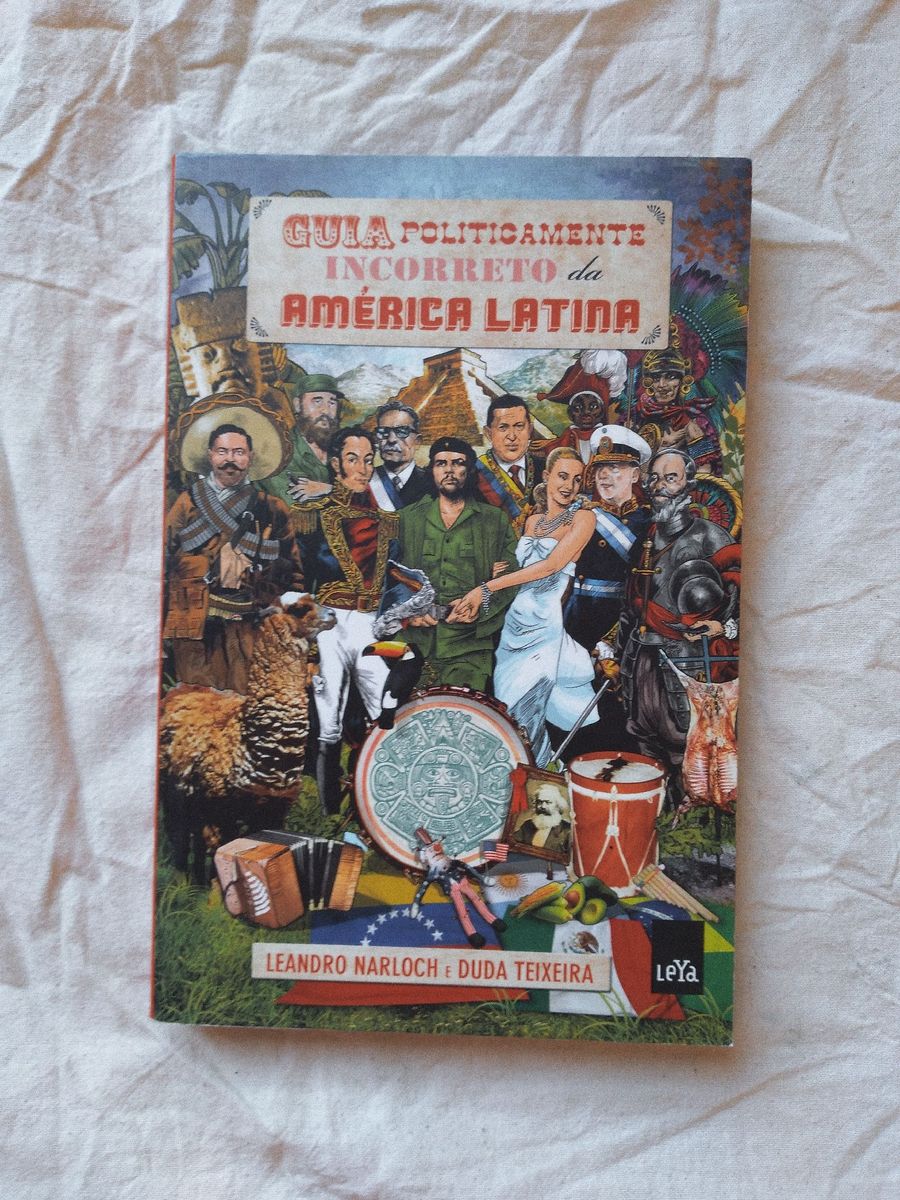 GUIA POLITICAMENTE
INCORRETO da
AMÉRICA LATINA
LEANDRO NARLOCH E DUDA TEIXEIRA
LeYa